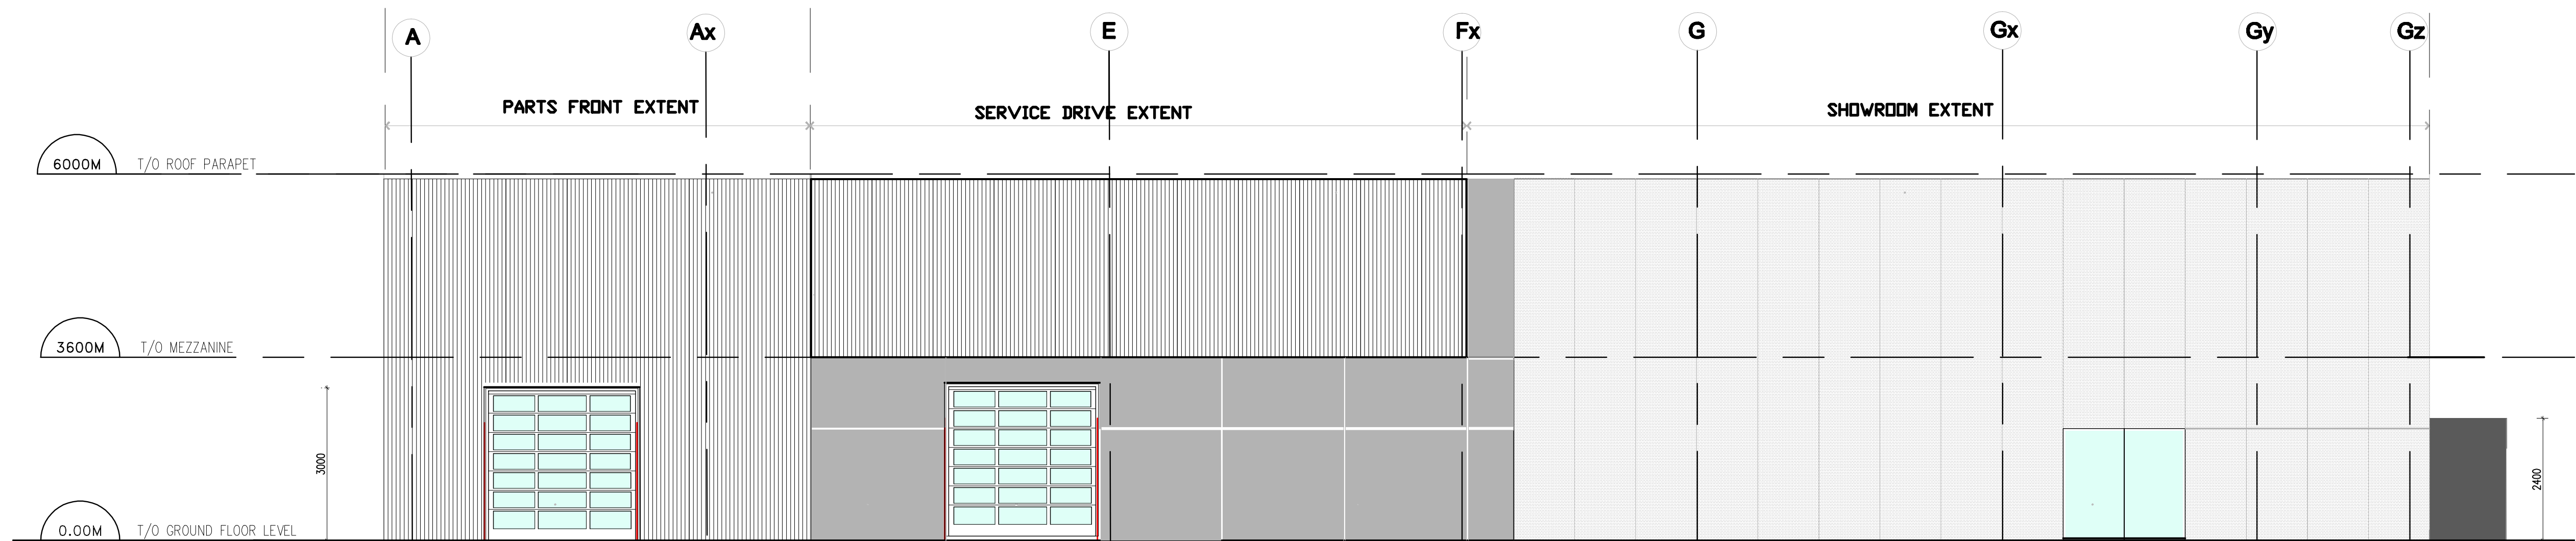 A
Ax
E
Fx
G
Gx
Gy
Gz
PARTS FRONT EXTENT
SERVICE DRIVE EXTENT
SHOWROOM EXTENT
6000M T/O ROOF PARAPET
3600M T/O MEZZANINE
3000
2400
0.00M T/O GROUND FLOOR LEVEL